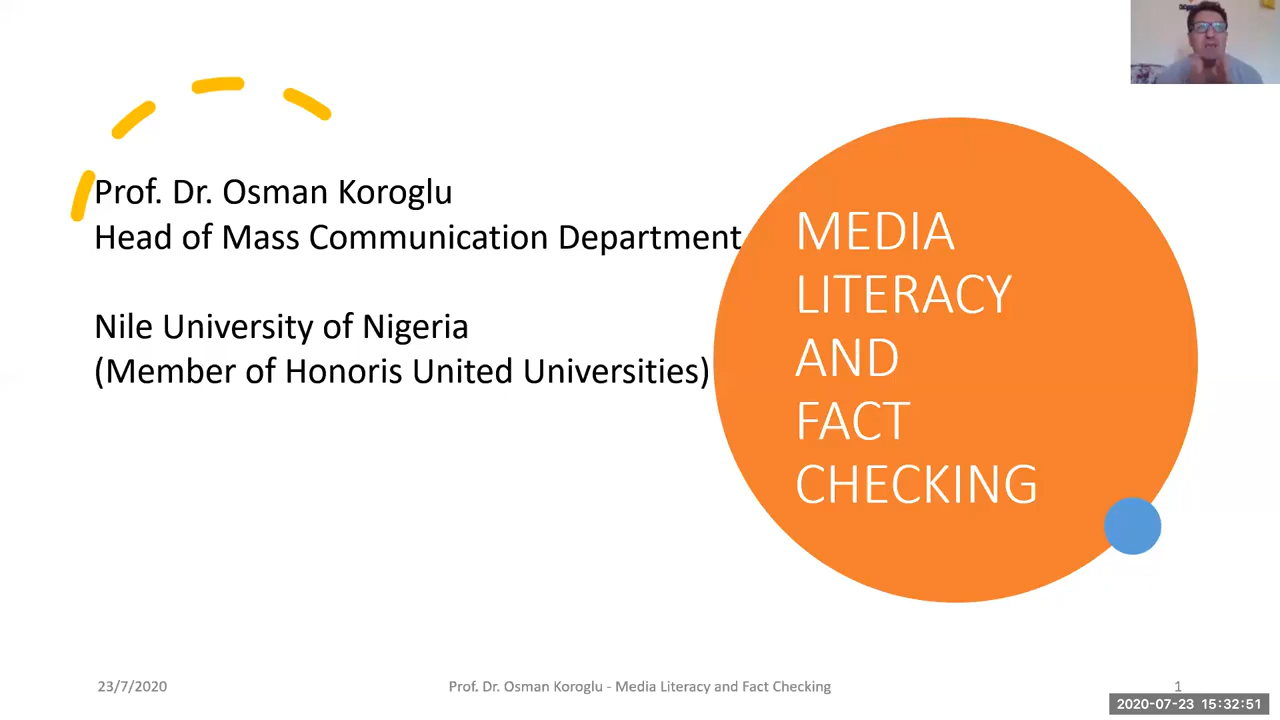 Prof. Dr. Osman Koroglu
Head of Mass Communication Department
Nile University of Nigeria
(Member of Honoris United Universities)
MEDIA
LITERACY
AND
FACT
CHECKING
23/7/2020
Prof. Dr. Osman Koroglu - Media Literacy and Fact Checking
1
2020-07-23 15:32:51